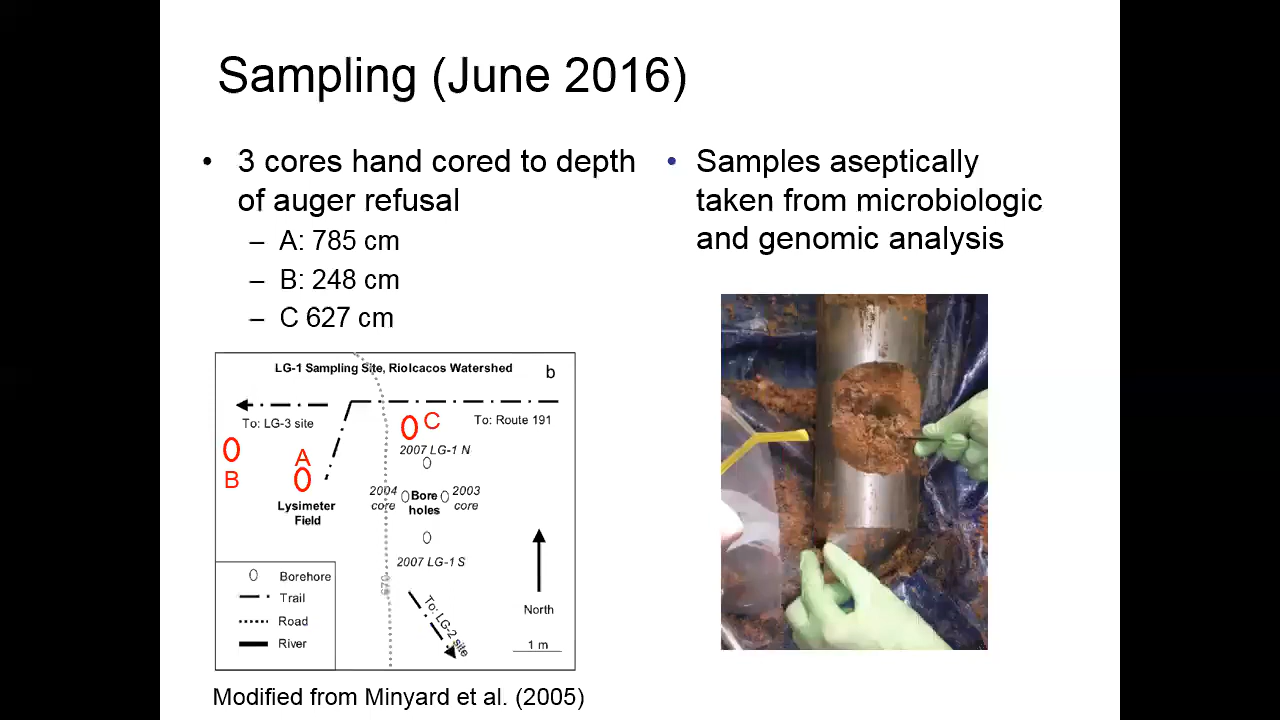 Sampling (June 2016)
• 3 cores hand cored to depth
of auger refusal
– A: 785 cm
– B: 248 cm
– C 627 cm
• Samples aseptically
taken from microbiologic
and genomic analysis
LG-1 Sampling Site, RioIcacos Watershed
b
To: LG-3 site
C
To: Route 191
B
A
Lysimeter
Field
2007 LG-1 N
2004
core
Bore
holes
2003
core
2007 LG-1 S
670
To: LG-2 site
North
1 m
Borehole
Trail
Road
River
Modified from Minyard et al. (2005)